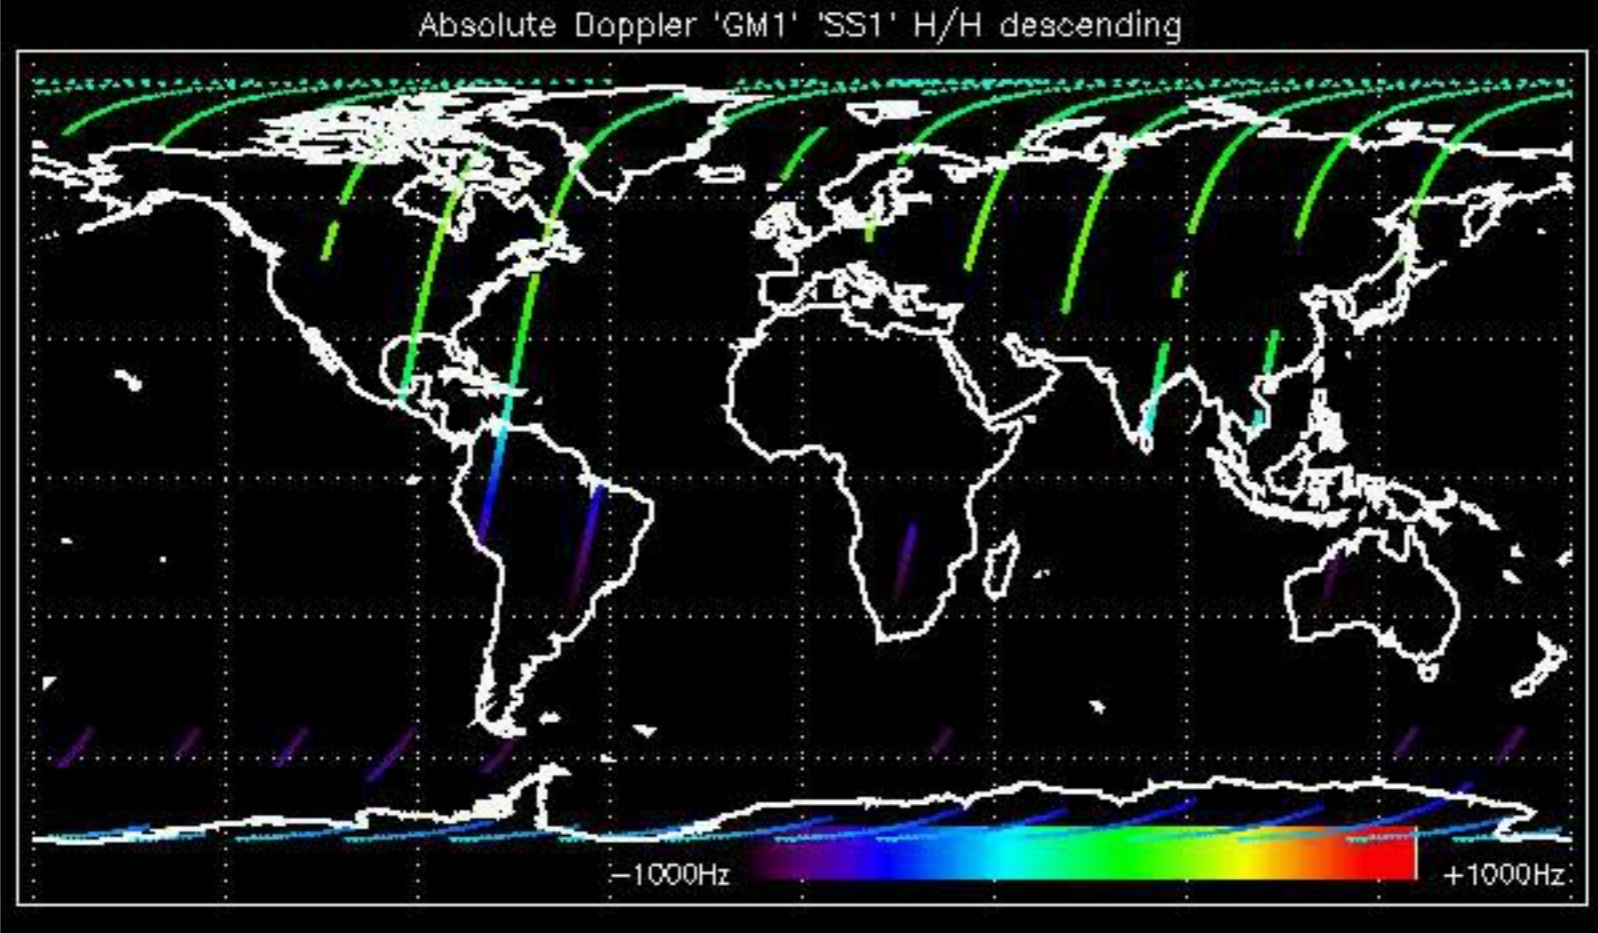 Absolute Doppler 'GM1' 'SS1' H/H descending
−1000Hz +1000Hz